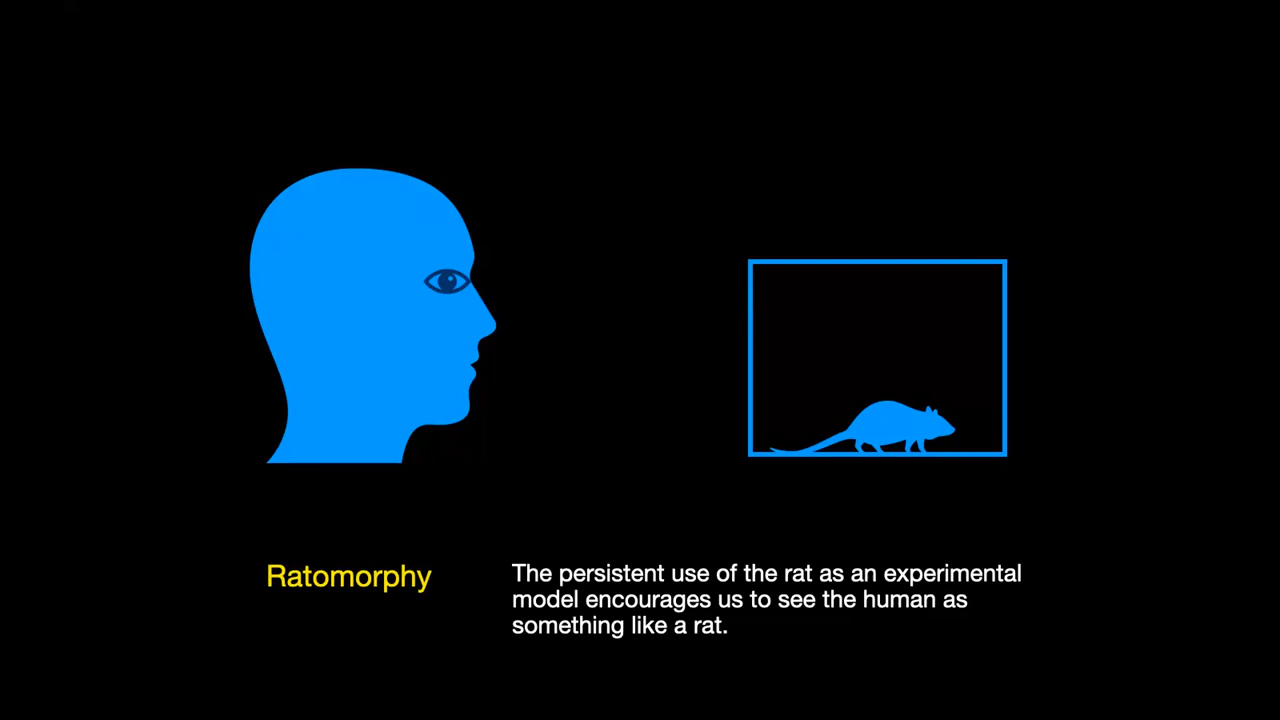 Ratomorphy
The persistent use of the rat as an experimental
model encourages us to see the human as
something like a rat.